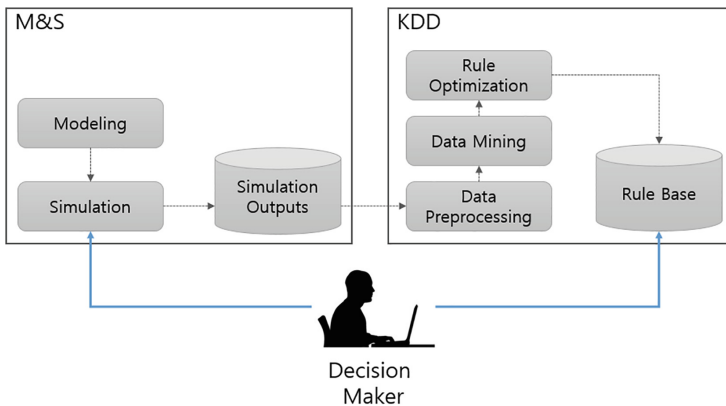 M&S
Modeling
Simulation
Simulation
Outputs
KDD
Rule
Optimization
Data Mining
Data
Preprocessing
Rule Base
Decision
Maker